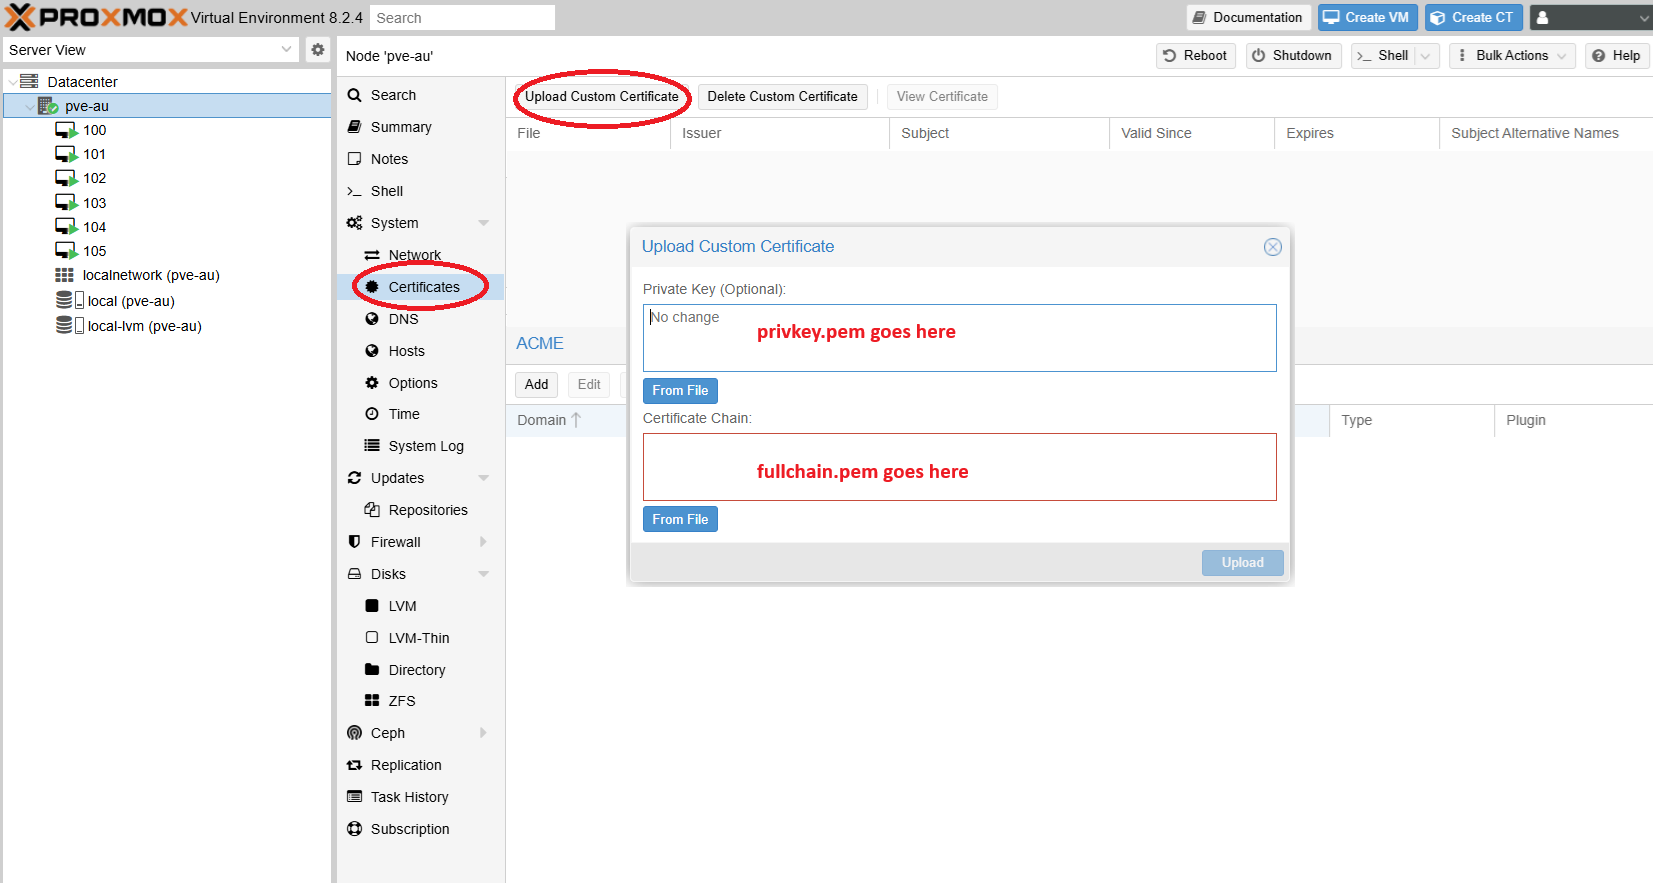 PROXMOX Virtual Environment 8.2.4 Search Documentation Create VM Create CT
Server View
Node 'pve-au' Reboot Shutdown >_ Shell Bulk Actions Help
Datacenter
pve-au
100
101
102
103
104
105
localnetwork (pve-au)
local (pve-au)
local-lvm (pve-au)
Search
Summary
Notes
>_ Shell
System
Network
Certificates
DNS
Hosts
Options
Time
System Log
Updates
Repositories
Firewall
Disks
LVM
LVM-Thin
Directory
ZFS
Ceph
Replication
Task History
Subscription
Upload Custom Certificate Delete Custom Certificate View Certificate
File Issuer Subject Valid Since Expires Subject Alternative Names
ACME
Add Edit
Domain Type Plugin
Upload Custom Certificate
Private Key (Optional):
No change
privkey.pem goes here
From File
Certificate Chain:
fullchain.pem goes here
From File
Upload